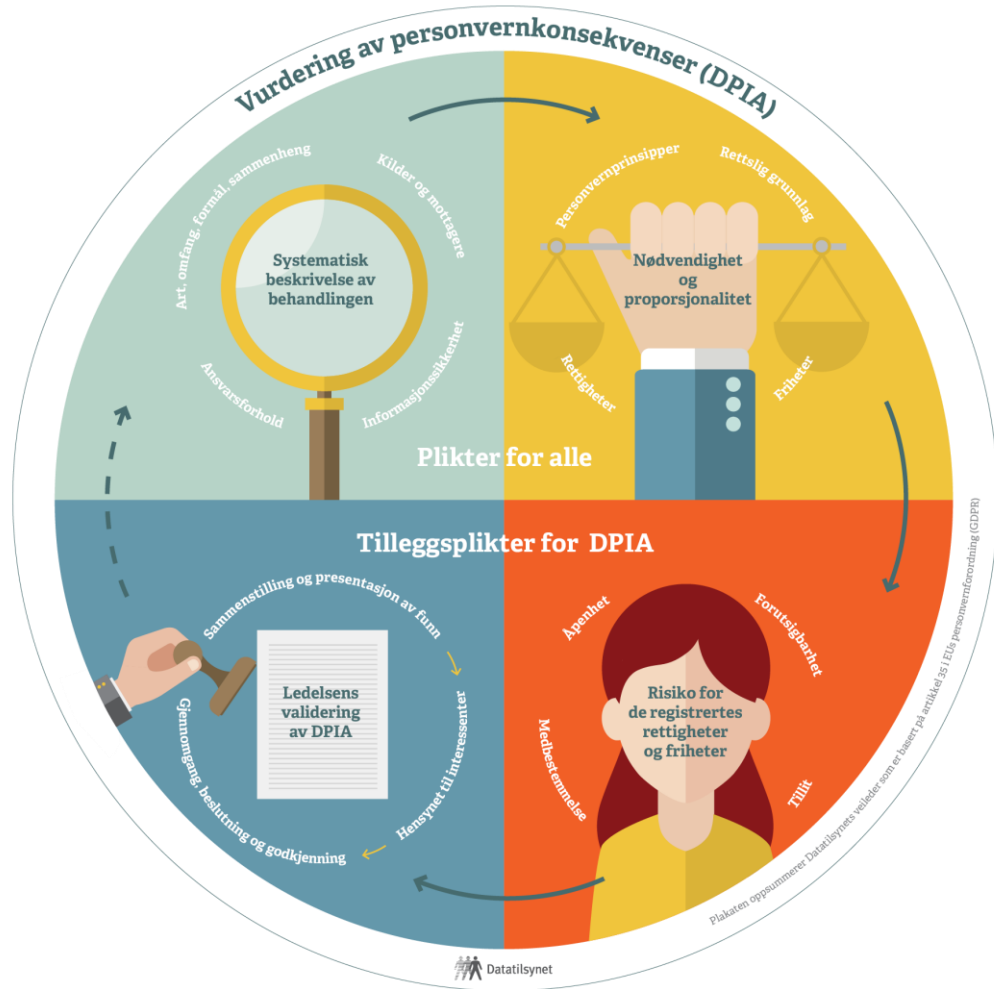 Vurdering av personvernkonsekvenser (DPIA)
Art, omfang, formål, sammenheng
Kilder og mottagere
Systematisk
beskrivelse av
behandlingen
Ansvarsforhold
Informasjonssikkerhet
Personvernprinsipper
Rettslig grunnlag
Nødvendighet
og
proporsjonalitet
Rettigheter
Friheter
Plikter for alle
Tilleggsplikter for DPIA
Sammenstilling og presentasjon av funn
Ledelsens
validering
av DPIA
Hensynet til interessenter
Gjennomgang, beslutning og godkjenning
Åpenhet
Forutsigbarhet
Risiko for
de registrertes
rettigheter
og friheter
Medbestemmelse
Tillit
Plakaten oppsummerer Datatilsynets veileder som er basert på artikkel 35 i EUs personvernforordning (GDPR)
Datatilsynet